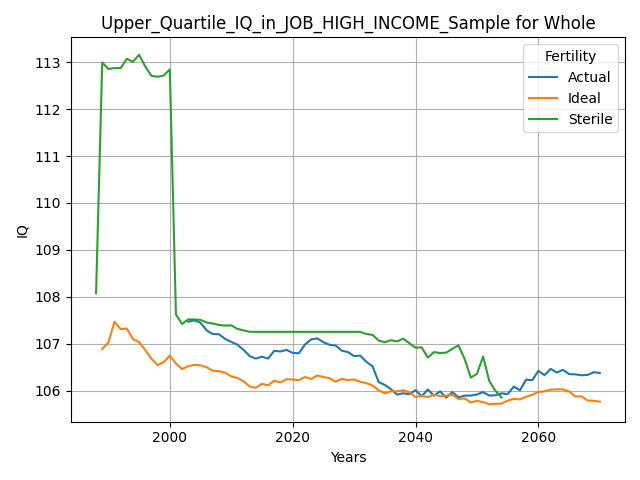 Upper_Quartile_IQ_in_JOB_HIGH_INCOME_Sample for Whole
Fertility
Actual
Ideal
Sterile
113
112
111
110
109
108
107
106
IQ
2000
2020
2040
2060
Years